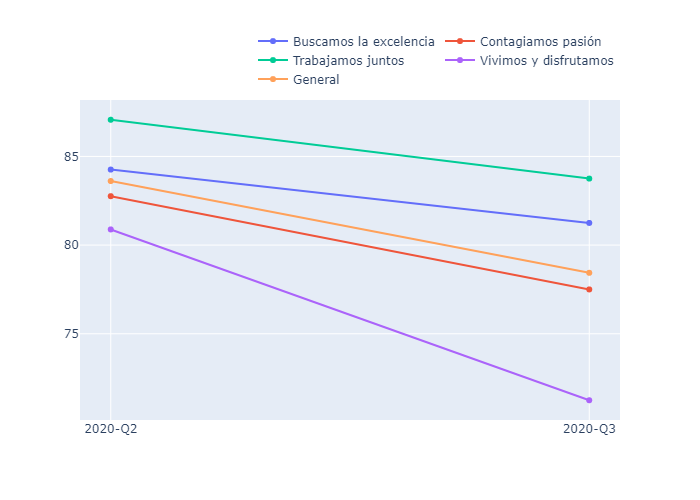 Buscamos la excelencia Contagiamos pasión
Trabajamos juntos Vivimos y disfrutamos
General
85
80
75
2020-Q2 2020-Q3